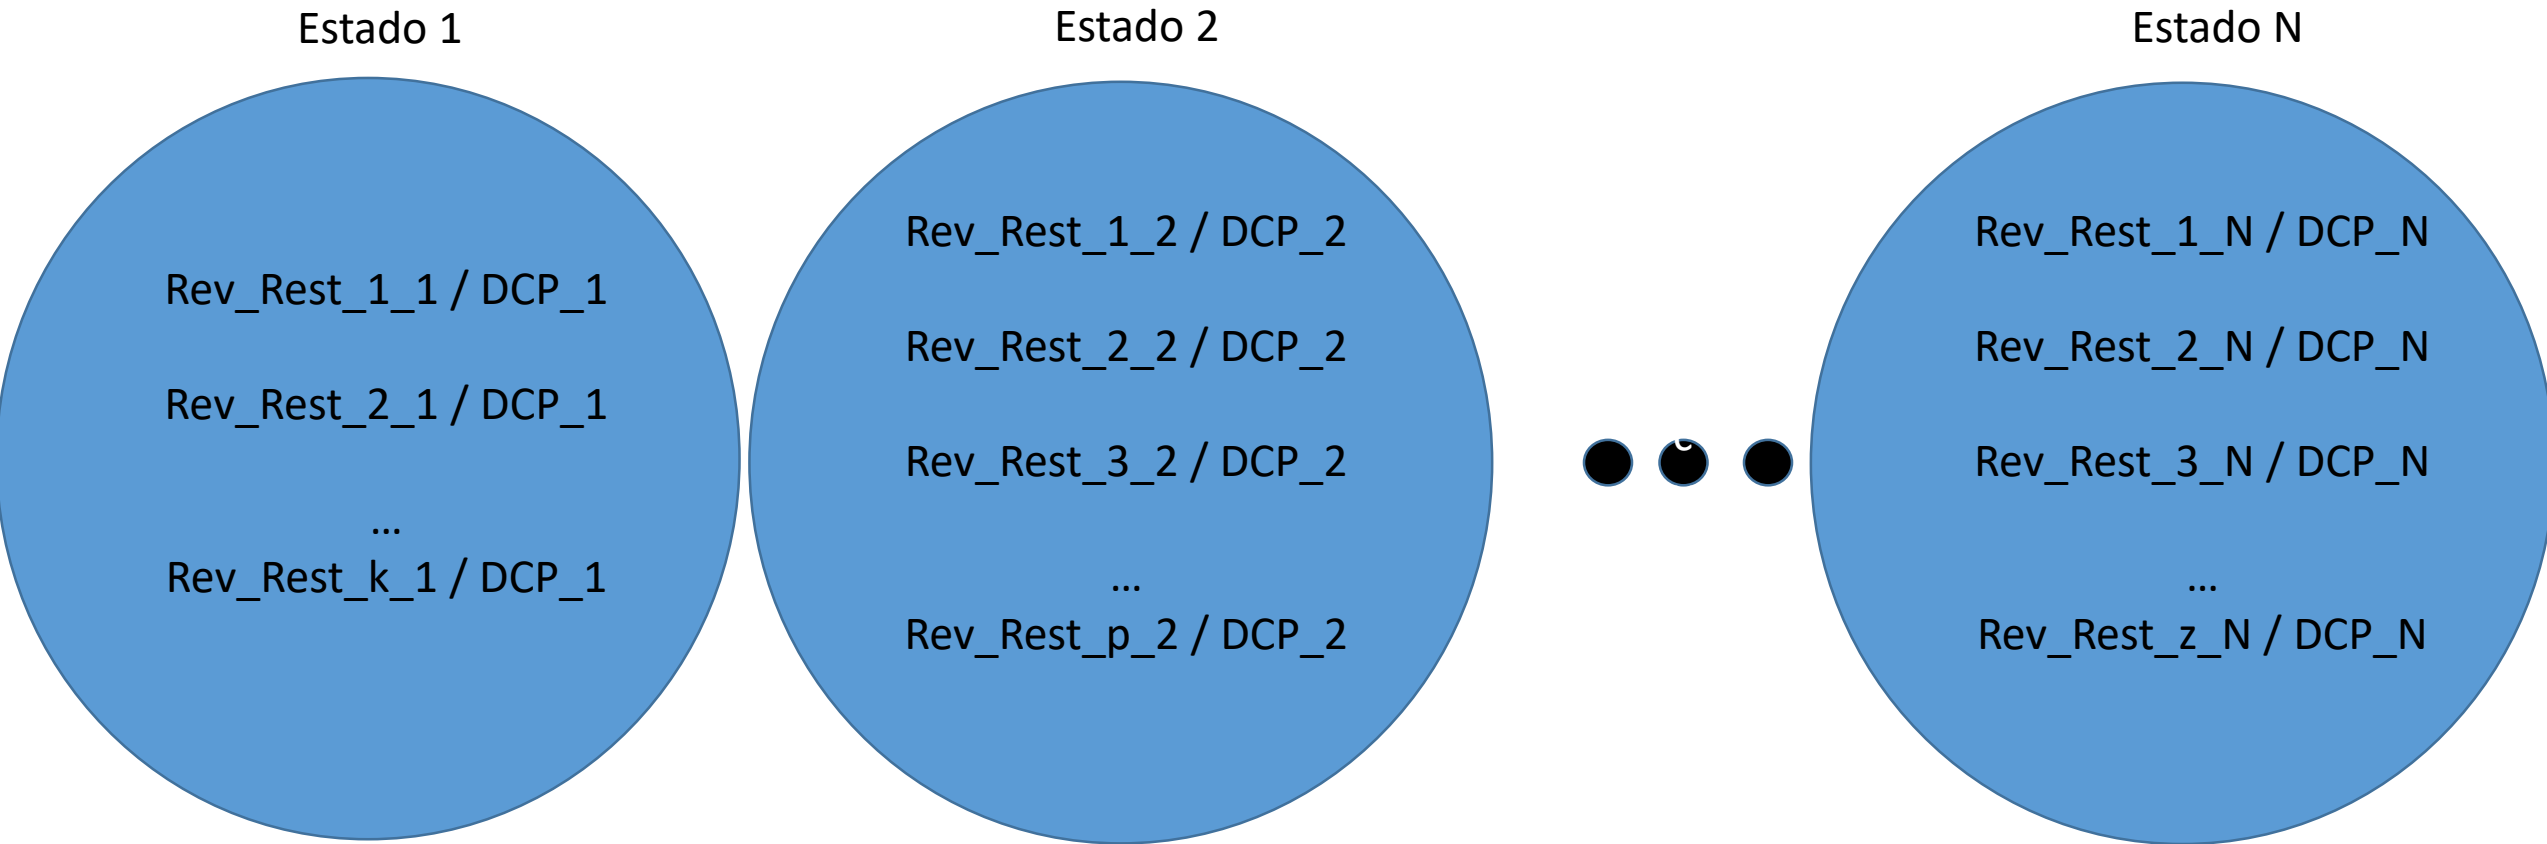 Estado 1
Rev_Rest_1_1 / DCP_1
Rev_Rest_2_1 / DCP_1
...
Rev_Rest_k_1 / DCP_1
Estado 2
Rev_Rest_1_2 / DCP_2
Rev_Rest_2_2 / DCP_2
Rev_Rest_3_2 / DCP_2
...
Rev_Rest_p_2 / DCP_2
Estado N
Rev_Rest_1_N / DCP_N
Rev_Rest_2_N / DCP_N
Rev_Rest_3_N / DCP_N
...
Rev_Rest_z_N / DCP_N